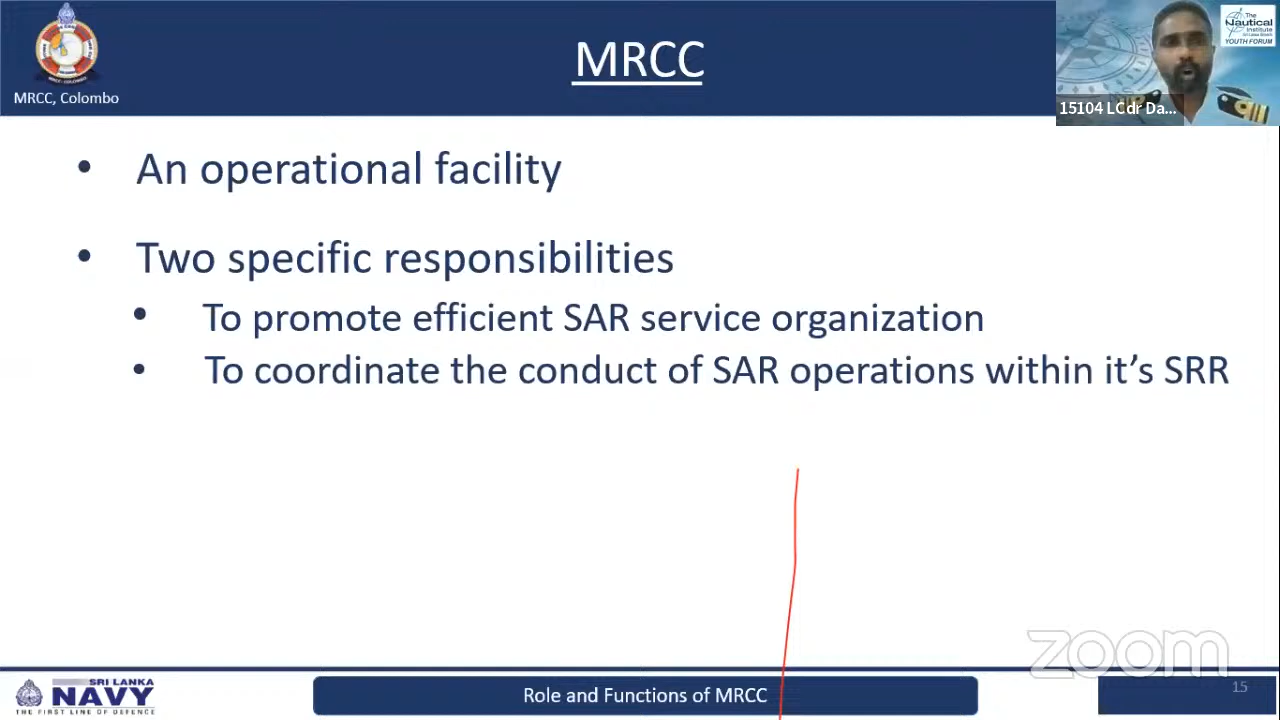 MRCC, Colombo
MRCC
The
Nautical
Institute
YOUTH FORUM
15104 LCdr Da...
• An operational facility
• Two specific responsibilities
• To promote efficient SAR service organization
• To coordinate the conduct of SAR operations within it’s SRR
zoom
SRI LANKA
NAVY
THE FIRST LINE OF DEFENCE
Role and Functions of MRCC
15